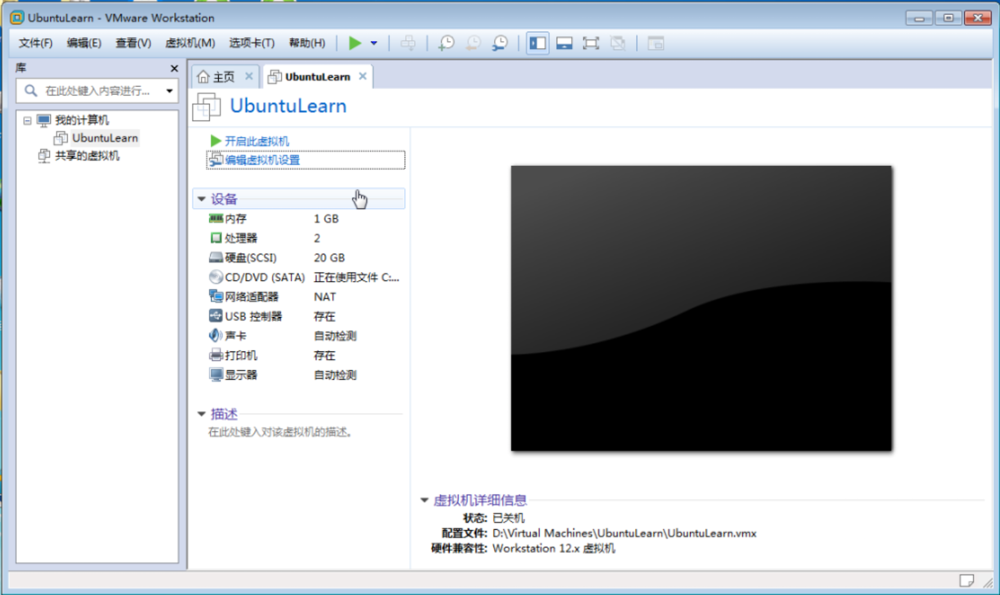 UbuntuLearn - VMware Workstation
文件(F) 编辑(E) 查看(V) 虚拟机(M) 选项卡(T) 帮助(H)
库
在此处键入内容进行...
我的计算机
UbuntuLearn
共享的虚拟机
主页 UbuntuLearn
UbuntuLearn
开启此虚拟机
编辑虚拟机设置
设备
内存 1 GB
处理器 2
硬盘(SCSI) 20 GB
CD/DVD (SATA) 正在使用文件 C:...
网络适配器 NAT
USB 控制器 存在
声卡 自动检测
打印机 存在
显示器 自动检测
描述
在此处键入对该虚拟机的描述。
虚拟机详细信息
状态: 已关机
配置文件: D:\Virtual Machines\UbuntuLearn\UbuntuLearn.vmx
硬件兼容性: Workstation 12.x 虚拟机